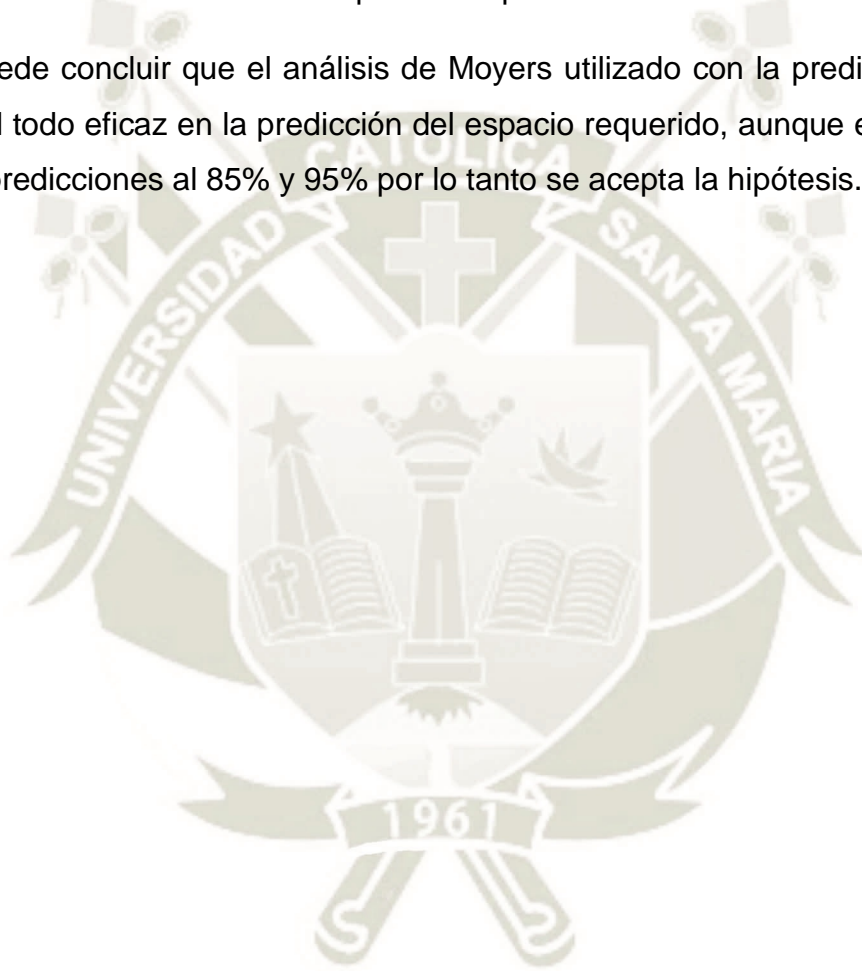 ede concluir que el análisis de Moyers utilizado con la predi
l todo eficaz en la predicción del espacio requerido, aunque e
redicciones al 85% y 95% por lo tanto se acepta la hipótesis.
UNIVERSIDAD
CATOLICA
SANTA MARIA
1961